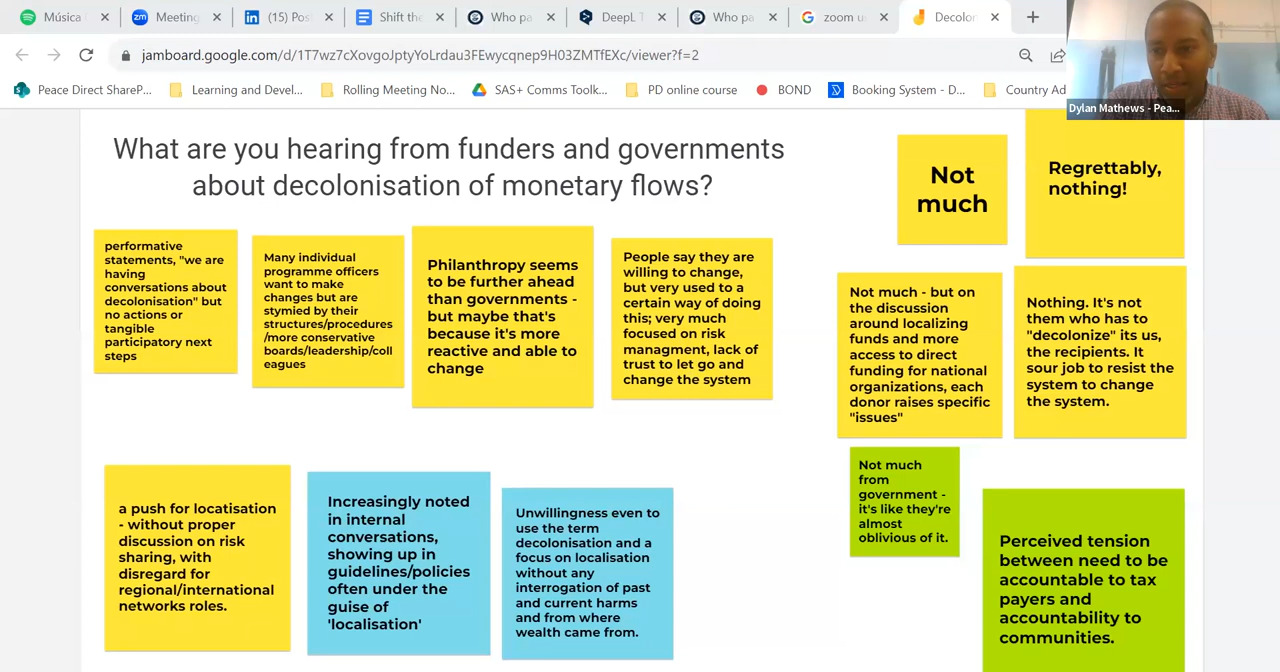 Música
Meeting
(15) Pos
Shift the
Who pa
DeepL T
Who pa
zoom u
Decolor
jamboard.google.com/d/1T7wz7cXovgoJptyYoLrdau3FEwycqnep9H03ZMTfEXc/viewer?f=2
Peace Direct ShareP...
Learning and Devel...
Rolling Meeting No...
SAS+ Comms Toolk...
PD online course
BOND
Booking System - D...
Country Ad
Dylan Mathews - Pea...
What are you hearing from funders and governments
about decolonisation of monetary flows?
Not
much
Regrettably,
nothing!
performative
statements, "we are
having
conversations about
decolonisation" but
no actions or
tangible
participatory next
steps
Many individual
programme officers
want to make
changes but are
stymied by their
structures/procedures
/more conservative
boards/leadership/coll
eagues
Philanthropy seems
to be further ahead
than governments -
but maybe that's
because it's more
reactive and able to
change
People say they are
willing to change,
but very used to a
certain way of doing
this; very much
focused on risk
managment, lack of
trust to let go and
change the system
Not much - but on
the discussion
around localizing
funds and more
access to direct
funding for national
organizations, each
donor raises specific
"issues"
Nothing. It's not
them who has to
"decolonize" its us,
the recipients. It
sour job to resist the
system to change
the system.
a push for locatisation
- without proper
discussion on risk
sharing, with
disregard for
regional/international
networks roles.
Increasingly noted
in internal
conversations,
showing up in
guidelines/policies
often under the
guise of
'localisation'
Unwillingness even to
use the term
decolonisation and a
focus on localisation
without any
interrogation of past
and current harms
and from where
wealth came from.
Not much
from
government -
it's like they're
almost
oblivious of it.
Perceived tension
between need to be
accountable to tax
payers and
accountability to
communities.